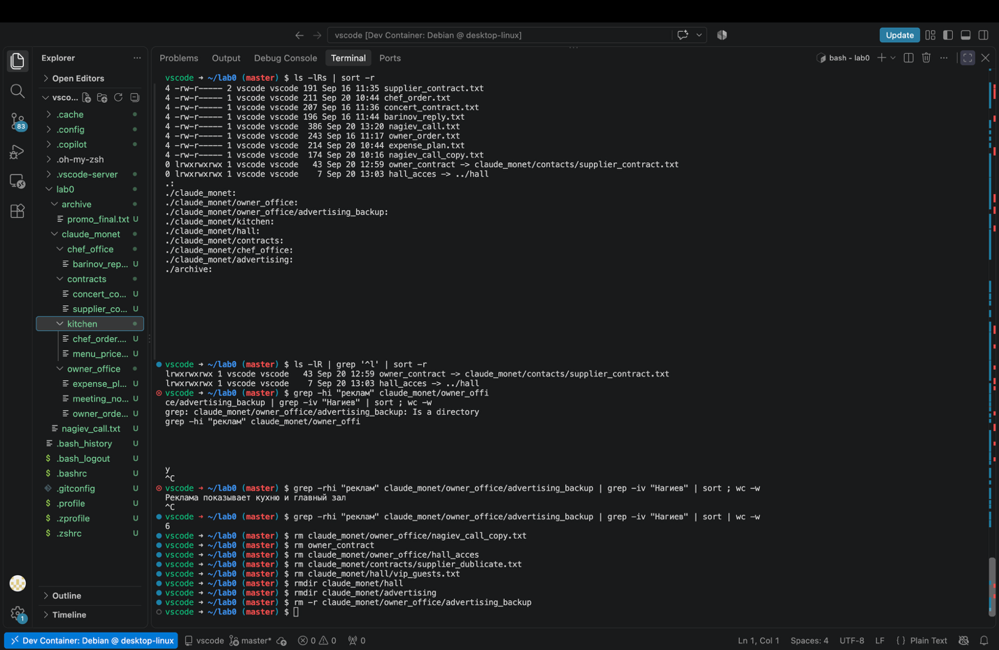 vscode [Dev Container: Debian @ desktop-linux]
Update
Explorer
Open Editors
vsco...
.cache
.config
.copilot
.oh-my-zsh
.vscode-server
lab0
archive
promo_final.txt U
claude_monet
chef_office
barinov_rep... U
contracts
concert_co... U
supplier_co... U
kitchen
chef_order.... U
menu_price... U
owner_office
expense_pl... U
meeting_no... U
owner_orde... U
nagiev_call.txt U
.bash_history U
$ .bash_logout U
$ .bashrc U
.gitconfig U
$ .profile U
$ .zprofile U
$ .zshrc U
Outline
Timeline
83
1
Problems Output Debug Console Terminal Ports
bash - lab0
vscode → ~/lab0 (master) $ ls -lRs | sort -r
4 -rw-r----- 2 vscode vscode 191 Sep 16 11:35 supplier_contract.txt
4 -rw-r----- 1 vscode vscode 211 Sep 20 10:44 chef_order.txt
4 -rw-r----- 1 vscode vscode 207 Sep 16 11:36 concert_contract.txt
4 -rw-r----- 1 vscode vscode 196 Sep 16 11:44 barinov_reply.txt
4 -rw-r----- 1 vscode vscode  386 Sep 20 13:20 nagiev_call.txt
4 -rw-r----- 1 vscode vscode  243 Sep 16 11:17 owner_order.txt
4 -rw-r----- 1 vscode vscode  214 Sep 20 10:44 expense_plan.txt
4 -rw-r----- 1 vscode vscode  174 Sep 20 10:16 nagiev_call_copy.txt
0 lrwxrwxrwx 1 vscode vscode   43 Sep 20 12:59 owner_contract -> claude_monet/contacts/supplier_contract.txt
0 lrwxrwxrwx 1 vscode vscode    7 Sep 20 13:03 hall_acces -> ../hall
.:
./claude_monet:
./claude_monet/owner_office:
./claude_monet/owner_office/advertising_backup:
./claude_monet/kitchen:
./claude_monet/hall:
./claude_monet/contracts:
./claude_monet/chef_office:
./claude_monet/advertising:
./archive:
vscode → ~/lab0 (master) $ ls -lR | grep '^l' | sort -r
lrwxrwxrwx 1 vscode vscode   43 Sep 20 12:59 owner_contract -> claude_monet/contacts/supplier_contract.txt
lrwxrwxrwx 1 vscode vscode    7 Sep 20 13:03 hall_acces -> ../hall
vscode → ~/lab0 (master) $ grep -hi "реклам" claude_monet/owner_offi
ce/advertising_backup | grep -iv "Нагиев" | sort ; wc -w
grep: claude_monet/owner_office/advertising_backup: Is a directory
grep -hi "реклам" claude_monet/owner_offi
y
^C
vscode → ~/lab0 (master) $ grep -rhi "реклам" claude_monet/owner_office/advertising_backup | grep -iv "Нагиев" | sort ; wc -w
Реклама показывает кухню и главный зал
^C
vscode → ~/lab0 (master) $ grep -rhi "реклам" claude_monet/owner_office/advertising_backup | grep -iv "Нагиев" | sort | wc -w
6
vscode → ~/lab0 (master) $ rm claude_monet/owner_office/nagiev_call_copy.txt
vscode → ~/lab0 (master) $ rm owner_contract
vscode → ~/lab0 (master) $ rm claude_monet/owner_office/hall_acces
vscode → ~/lab0 (master) $ rm claude_monet/contracts/supplier_dublicate.txt
vscode → ~/lab0 (master) $ rm claude_monet/hall/vip_guests.txt
vscode → ~/lab0 (master) $ rmdir claude_monet/hall
vscode → ~/lab0 (master) $ rmdir claude_monet/advertising
vscode → ~/lab0 (master) $ rm -r claude_monet/owner_office/advertising_backup
vscode → ~/lab0 (master) $
Dev Container: Debian @ desktop-linux vscode master* 0 0 0 Ln 1, Col 1 Spaces: 4 UTF-8 LF { } Plain Text